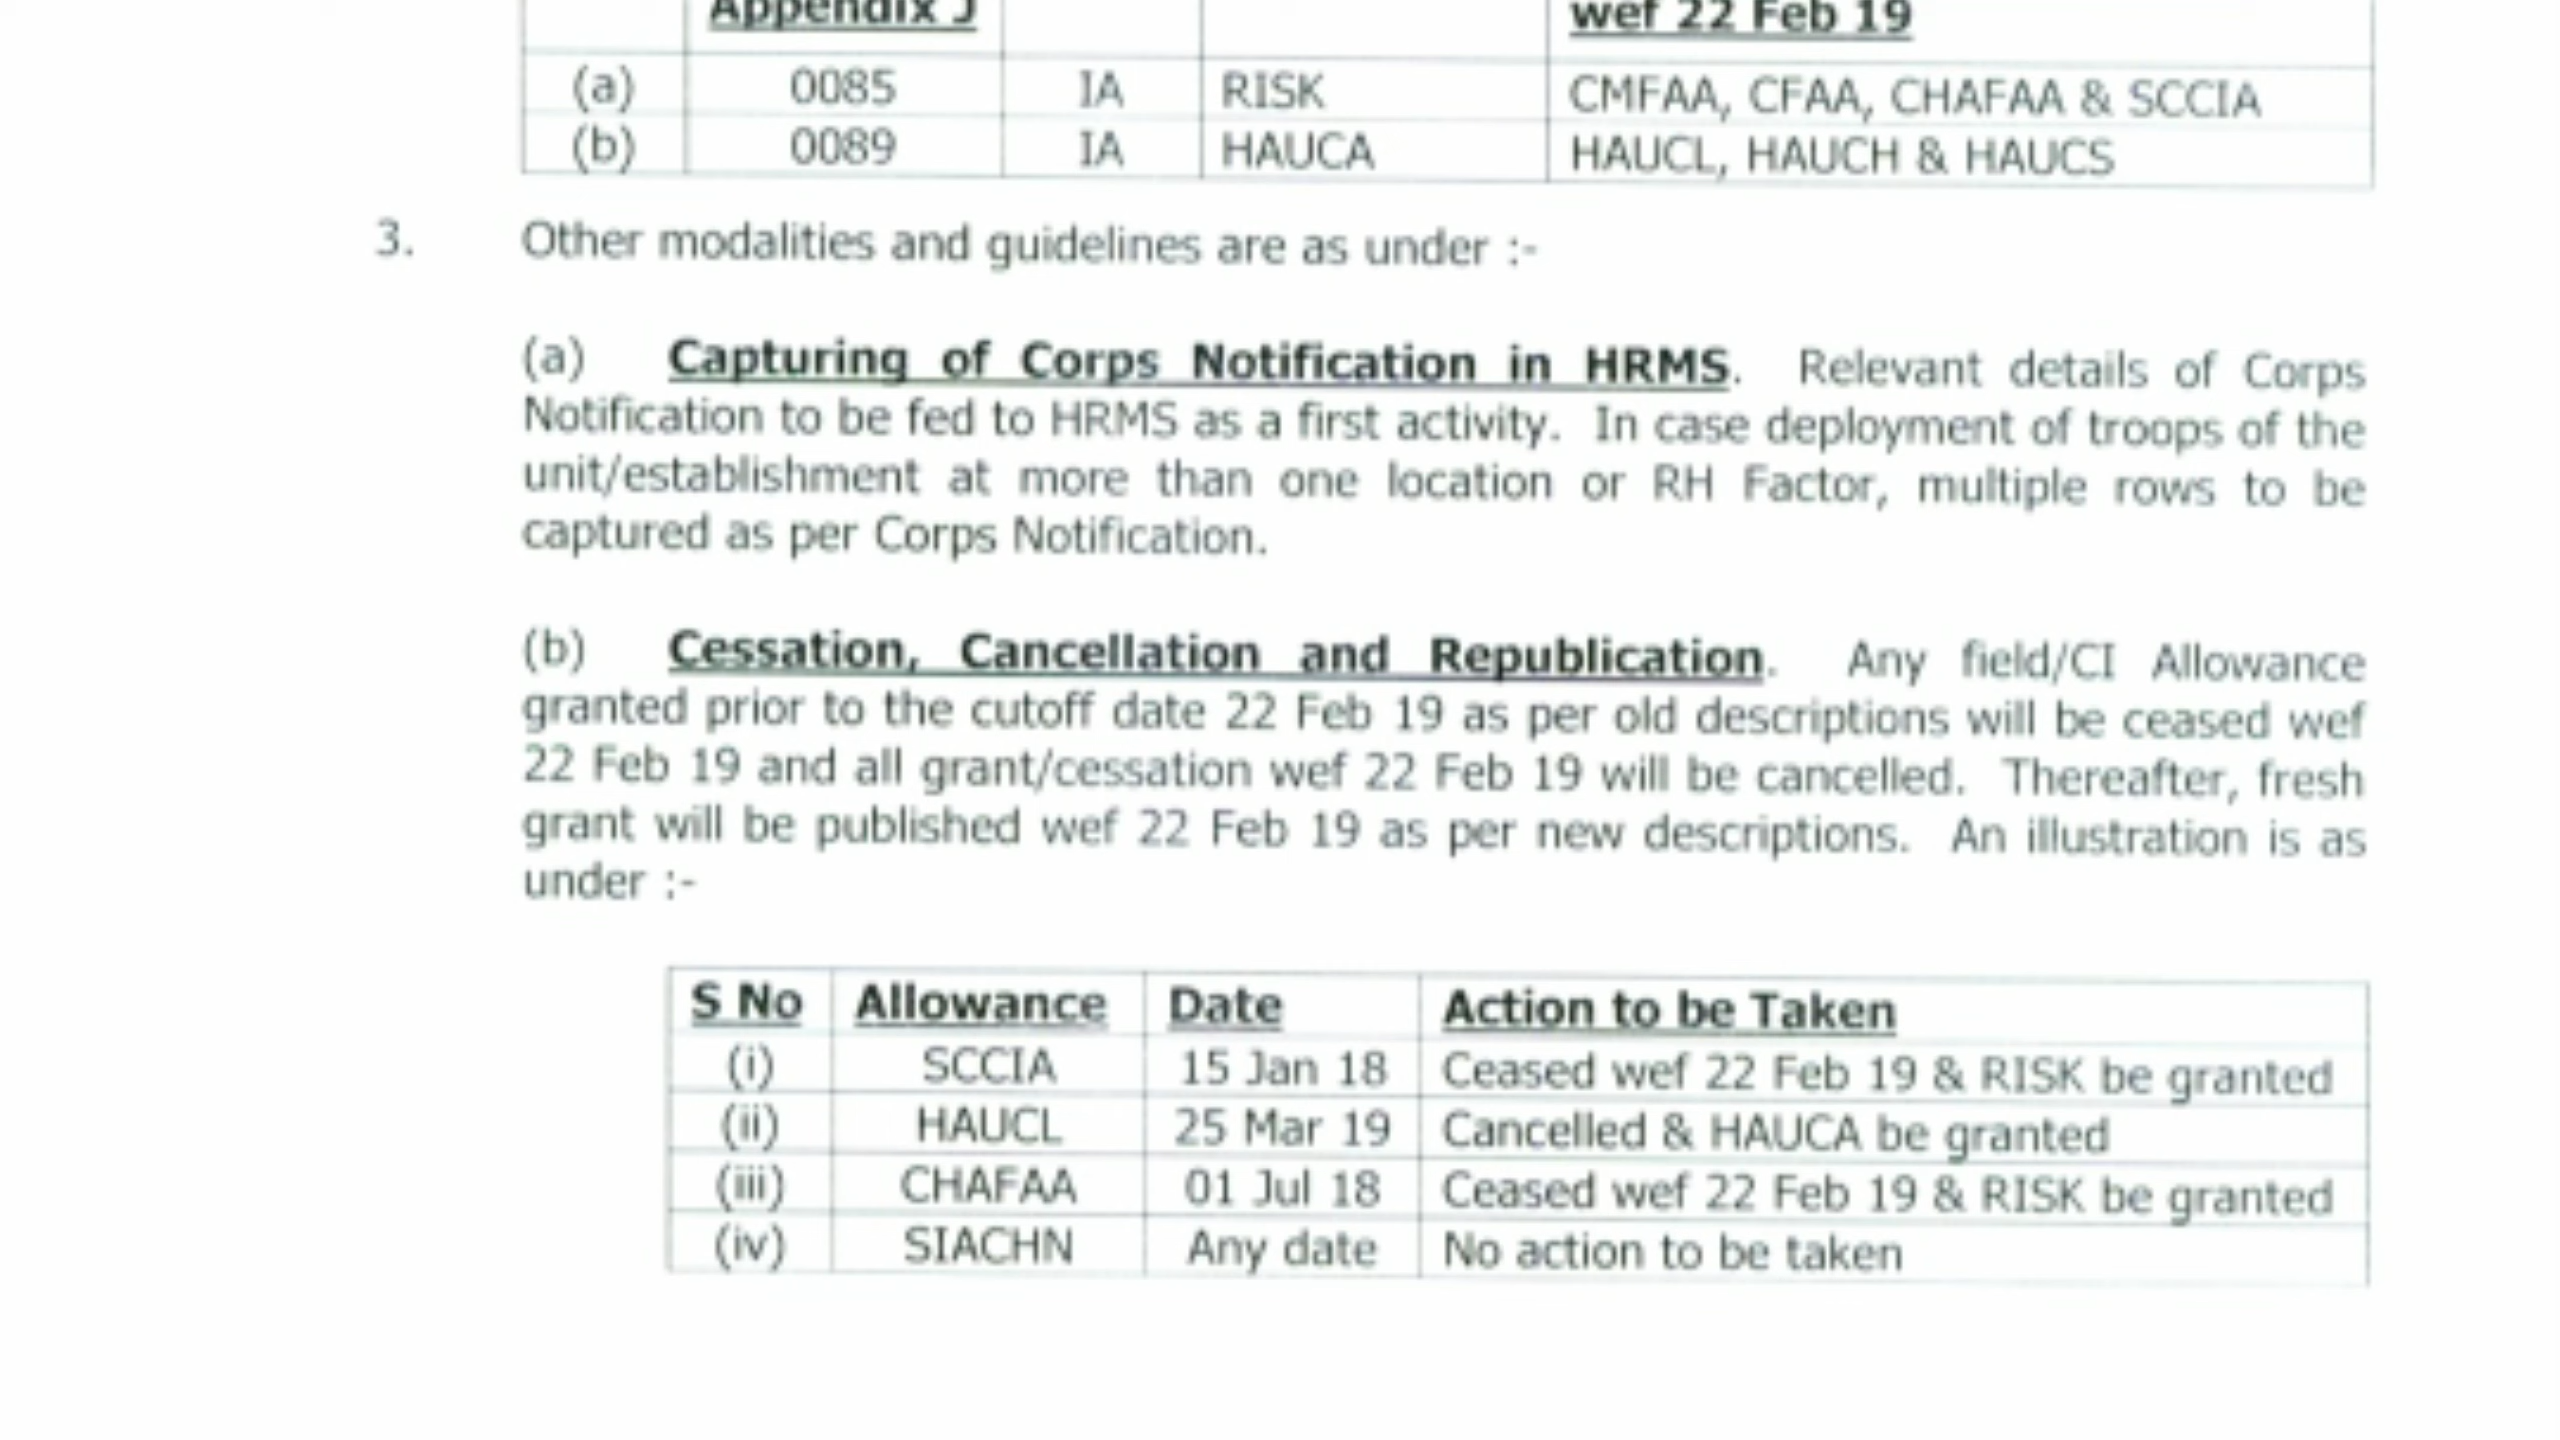 Appendix J wef 22 Feb 19
(a) 0085 IA RISK CMFAA, CFAA, CHAFAA & SCCIA
(b) 0089 IA HAUCA HAUCL, HAUCH & HAUCS
3. Other modalities and guidelines are as under :-
(a) Capturing of Corps Notification in HRMS. Relevant details of Corps
Notification to be fed to HRMS as a first activity. In case deployment of troops of the
unit/establishment at more than one location or RH Factor, multiple rows to be
captured as per Corps Notification.
(b) Cessation, Cancellation and Republication. Any field/CI Allowance
granted prior to the cutoff date 22 Feb 19 as per old descriptions will be ceased wef
22 Feb 19 and all grant/cessation wef 22 Feb 19 will be cancelled. Thereafter, fresh
grant will be published wef 22 Feb 19 as per new descriptions. An illustration is as
under :-
S No Allowance Date Action to be Taken
(i) SCCIA 15 Jan 18 Ceased wef 22 Feb 19 & RISK be granted
(ii) HAUCL 25 Mar 19 Cancelled & HAUCA be granted
(iii) CHAFAA 01 Jul 18 Ceased wef 22 Feb 19 & RISK be granted
(iv) SIACHN Any date No action to be taken